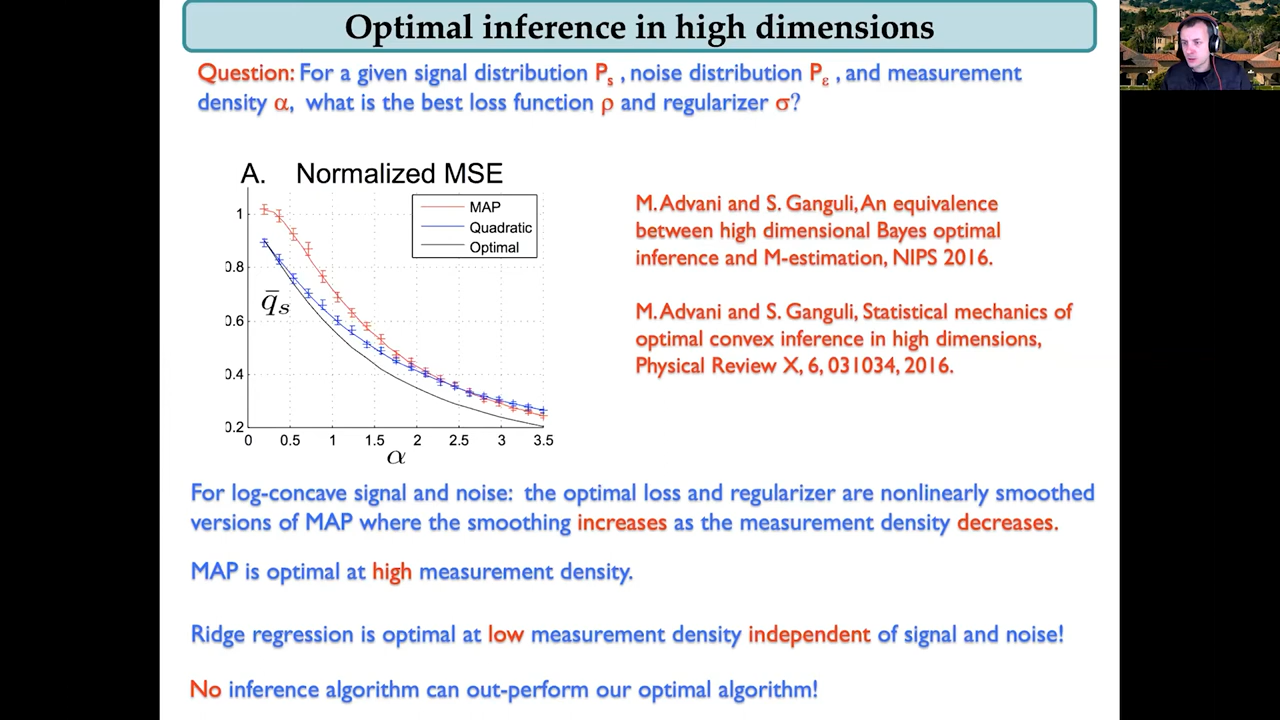 Optimal inference in high dimensions
Question: For a given signal distribution Ps , noise distribution Pε , and measurement
density α, what is the best loss function ρ and regularizer σ?
A. Normalized MSE
MAP
Quadratic
Optimal
1
0.8
0.6
0.4
0.2
q̄s
0 0.5 1 1.5 2 2.5 3 3.5
α
M. Advani and S. Ganguli, An equivalence
between high dimensional Bayes optimal
inference and M-estimation, NIPS 2016.
M. Advani and S. Ganguli, Statistical mechanics of
optimal convex inference in high dimensions,
Physical Review X, 6, 031034, 2016.
For log-concave signal and noise: the optimal loss and regularizer are nonlinearly smoothed
versions of MAP where the smoothing increases as the measurement density decreases.
MAP is optimal at high measurement density.
Ridge regression is optimal at low measurement density independent of signal and noise!
No inference algorithm can out-perform our optimal algorithm!